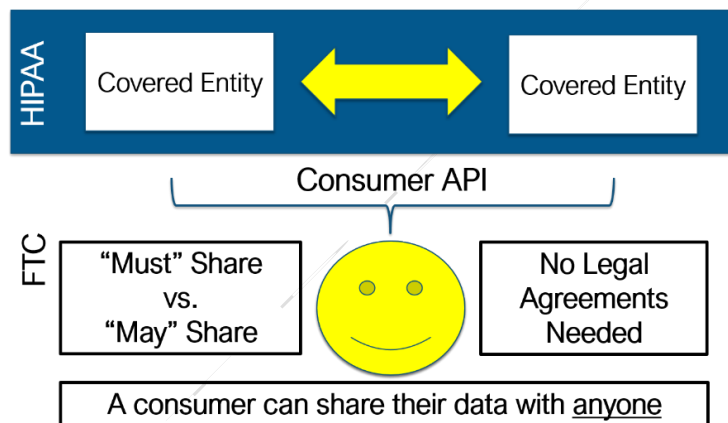 HIPAA
Covered Entity
Covered Entity
Consumer API
FTC
“Must” Share
vs.
“May” Share
No Legal
Agreements
Needed
A consumer can share their data with anyone